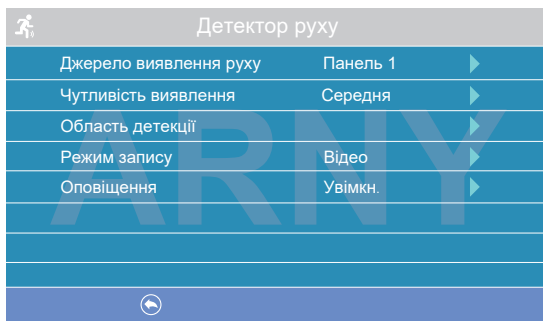 Детектор руху
Джерело виявлення руху Панель 1
Чутливість виявлення Середня
Область детекції
Режим запису Відео
Оповіщення Увімкн.
ARNY